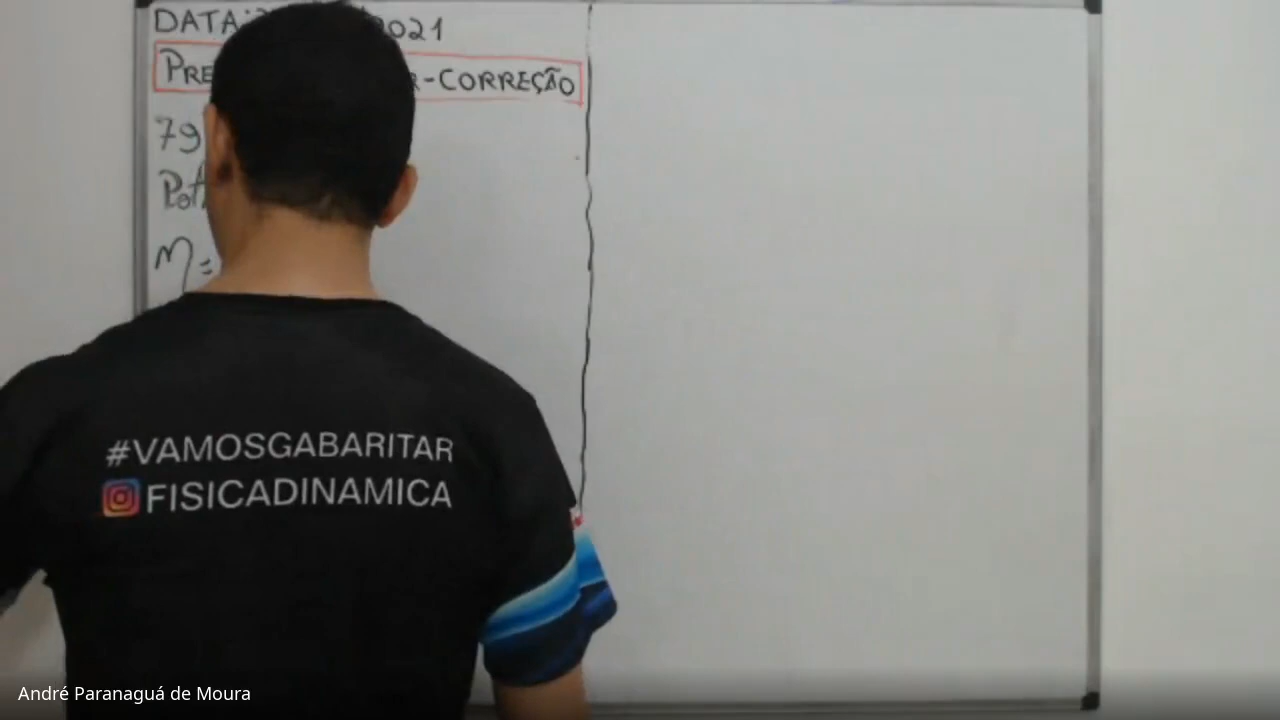 DATA: 2021
PRE R-CORREÇÃO
79
Pot
η =
#VAMOSGABARITAR
FISICADINAMICA
André Paranaguá de Moura